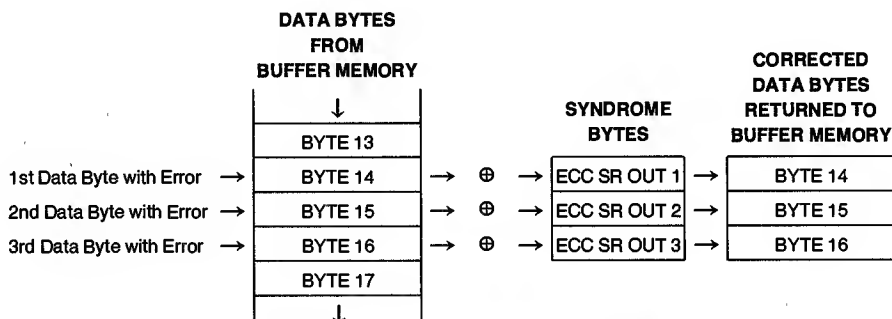 DATA BYTES
FROM
BUFFER MEMORY
↓
SYNDROME
BYTES
CORRECTED
DATA BYTES
RETURNED TO
BUFFER MEMORY
BYTE 13
1st Data Byte with Error → BYTE 14 → ⊕ → ECC SR OUT 1 → BYTE 14
2nd Data Byte with Error → BYTE 15 → ⊕ → ECC SR OUT 2 → BYTE 15
3rd Data Byte with Error → BYTE 16 → ⊕ → ECC SR OUT 3 → BYTE 16
BYTE 17
↓